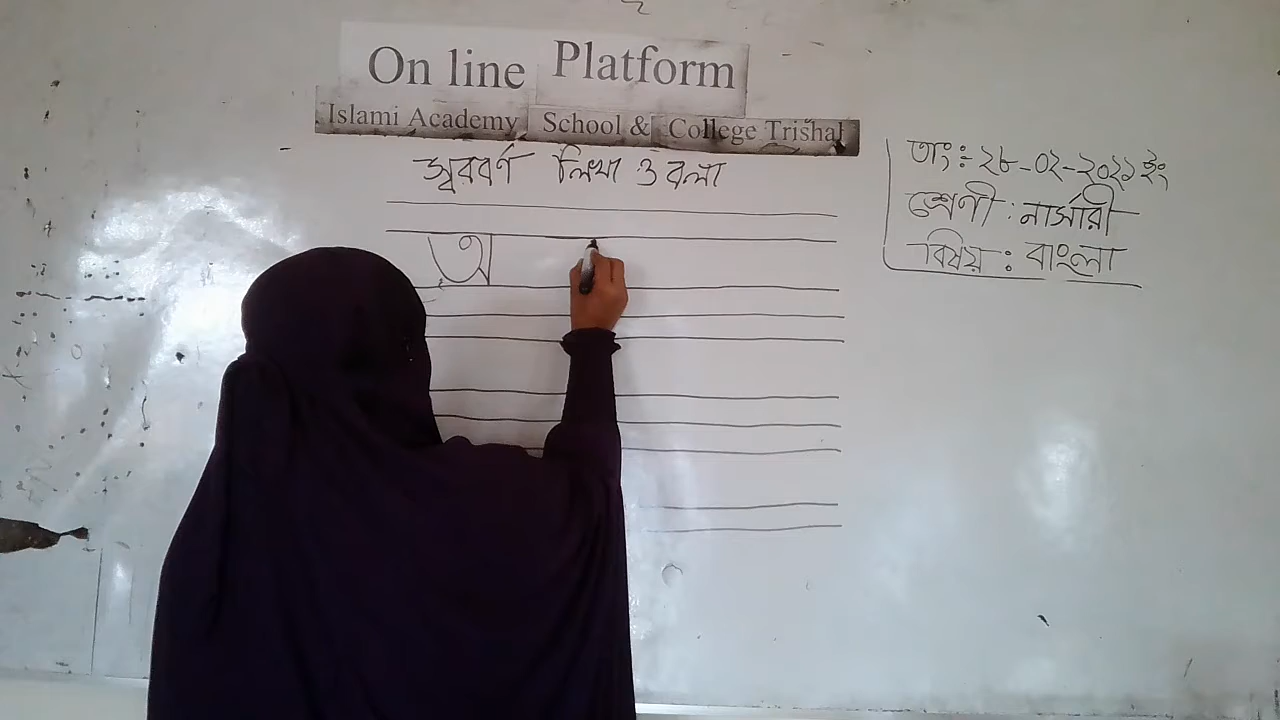 On line Platform
Islami Academy School & College Trishal
স্বরবর্ণ লিখা ও বলা
অ
তাং: ২৮-০২-২০২১ ইং
শ্রেণী : নার্সারী
বিষয় : বাংলা